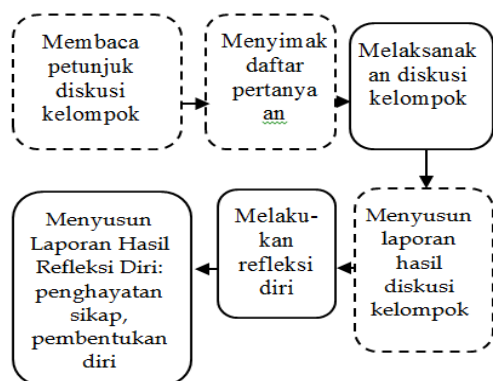 Membaca
petunjuk
diskusi
kelompok
Menyimak
daftar
pertanya
an
Melaksanak
an diskusi
kelompok
Menyusun
laporan
hasil
diskusi
kelompok
Melaku-
kan
refleksi
diri
Menyusun
Laporan Hasil
Refleksi Diri:
penghayatan
sikap,
pembentukan
diri